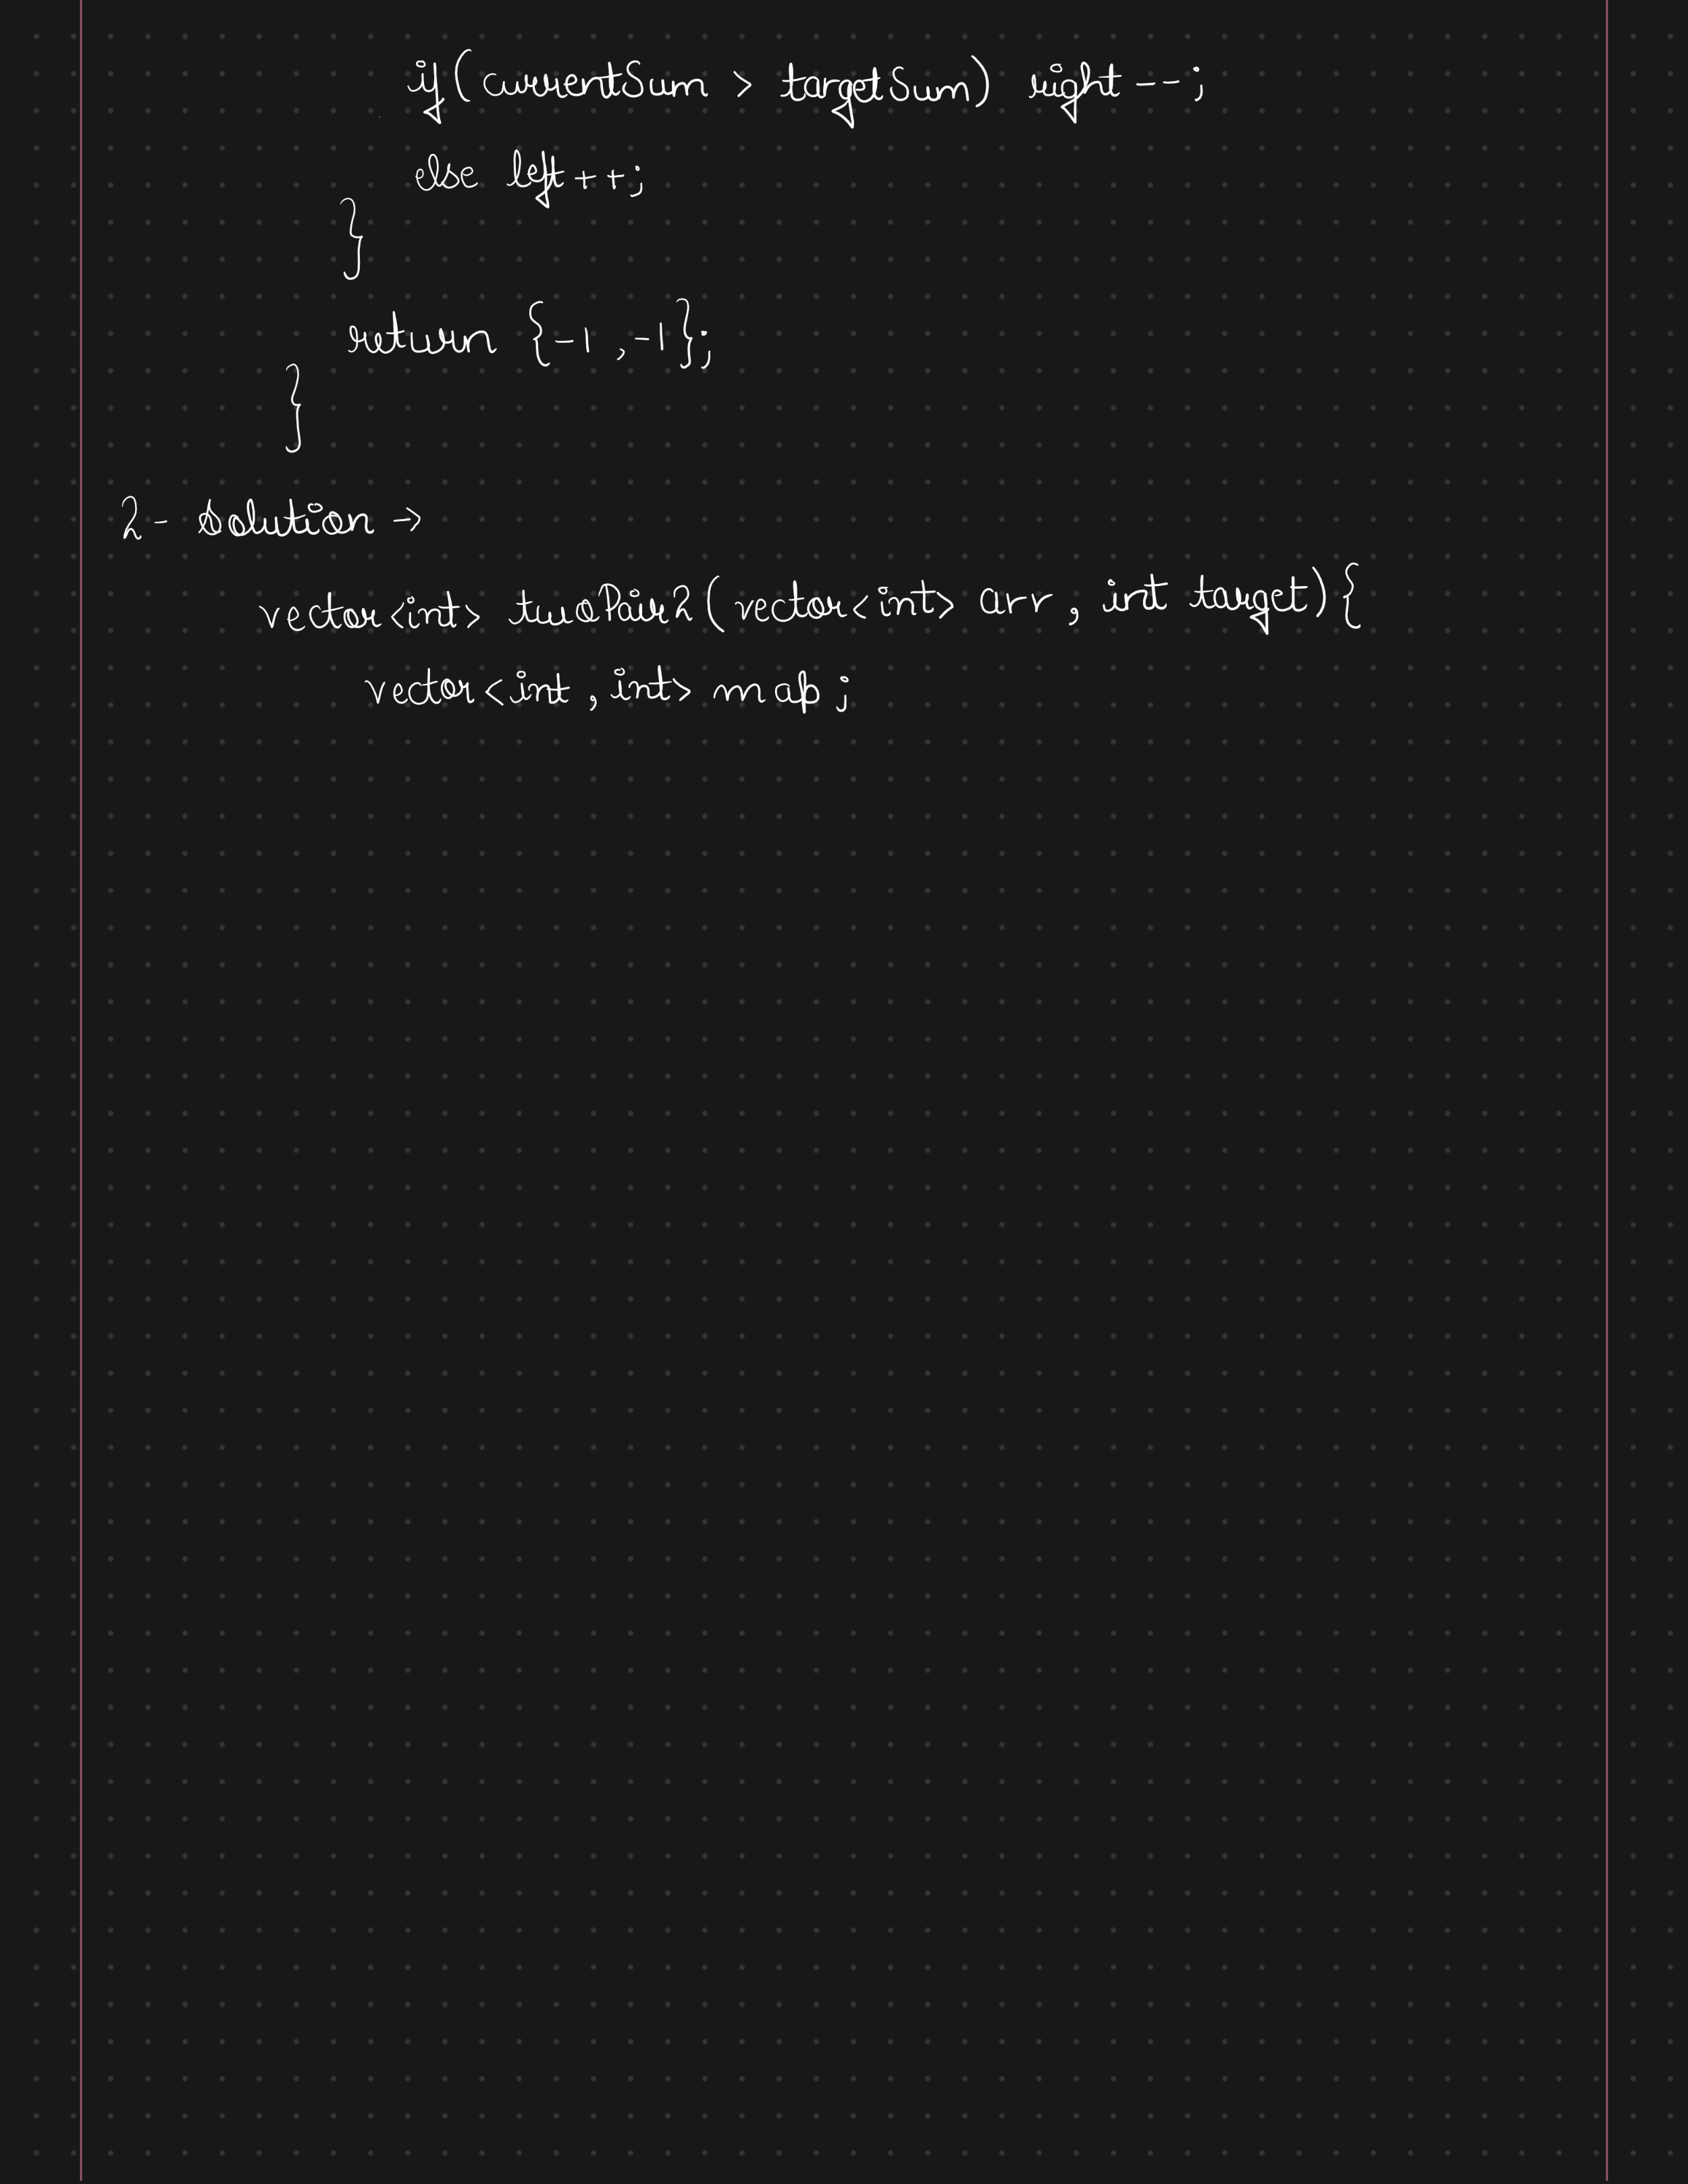 if(currentSum > targetSum) right--;
else left++;
}
return {-1,-1};
}
2- Solution →
vector<int> twoPair2(vector<int> arr, int target){
vector<int,int> map;